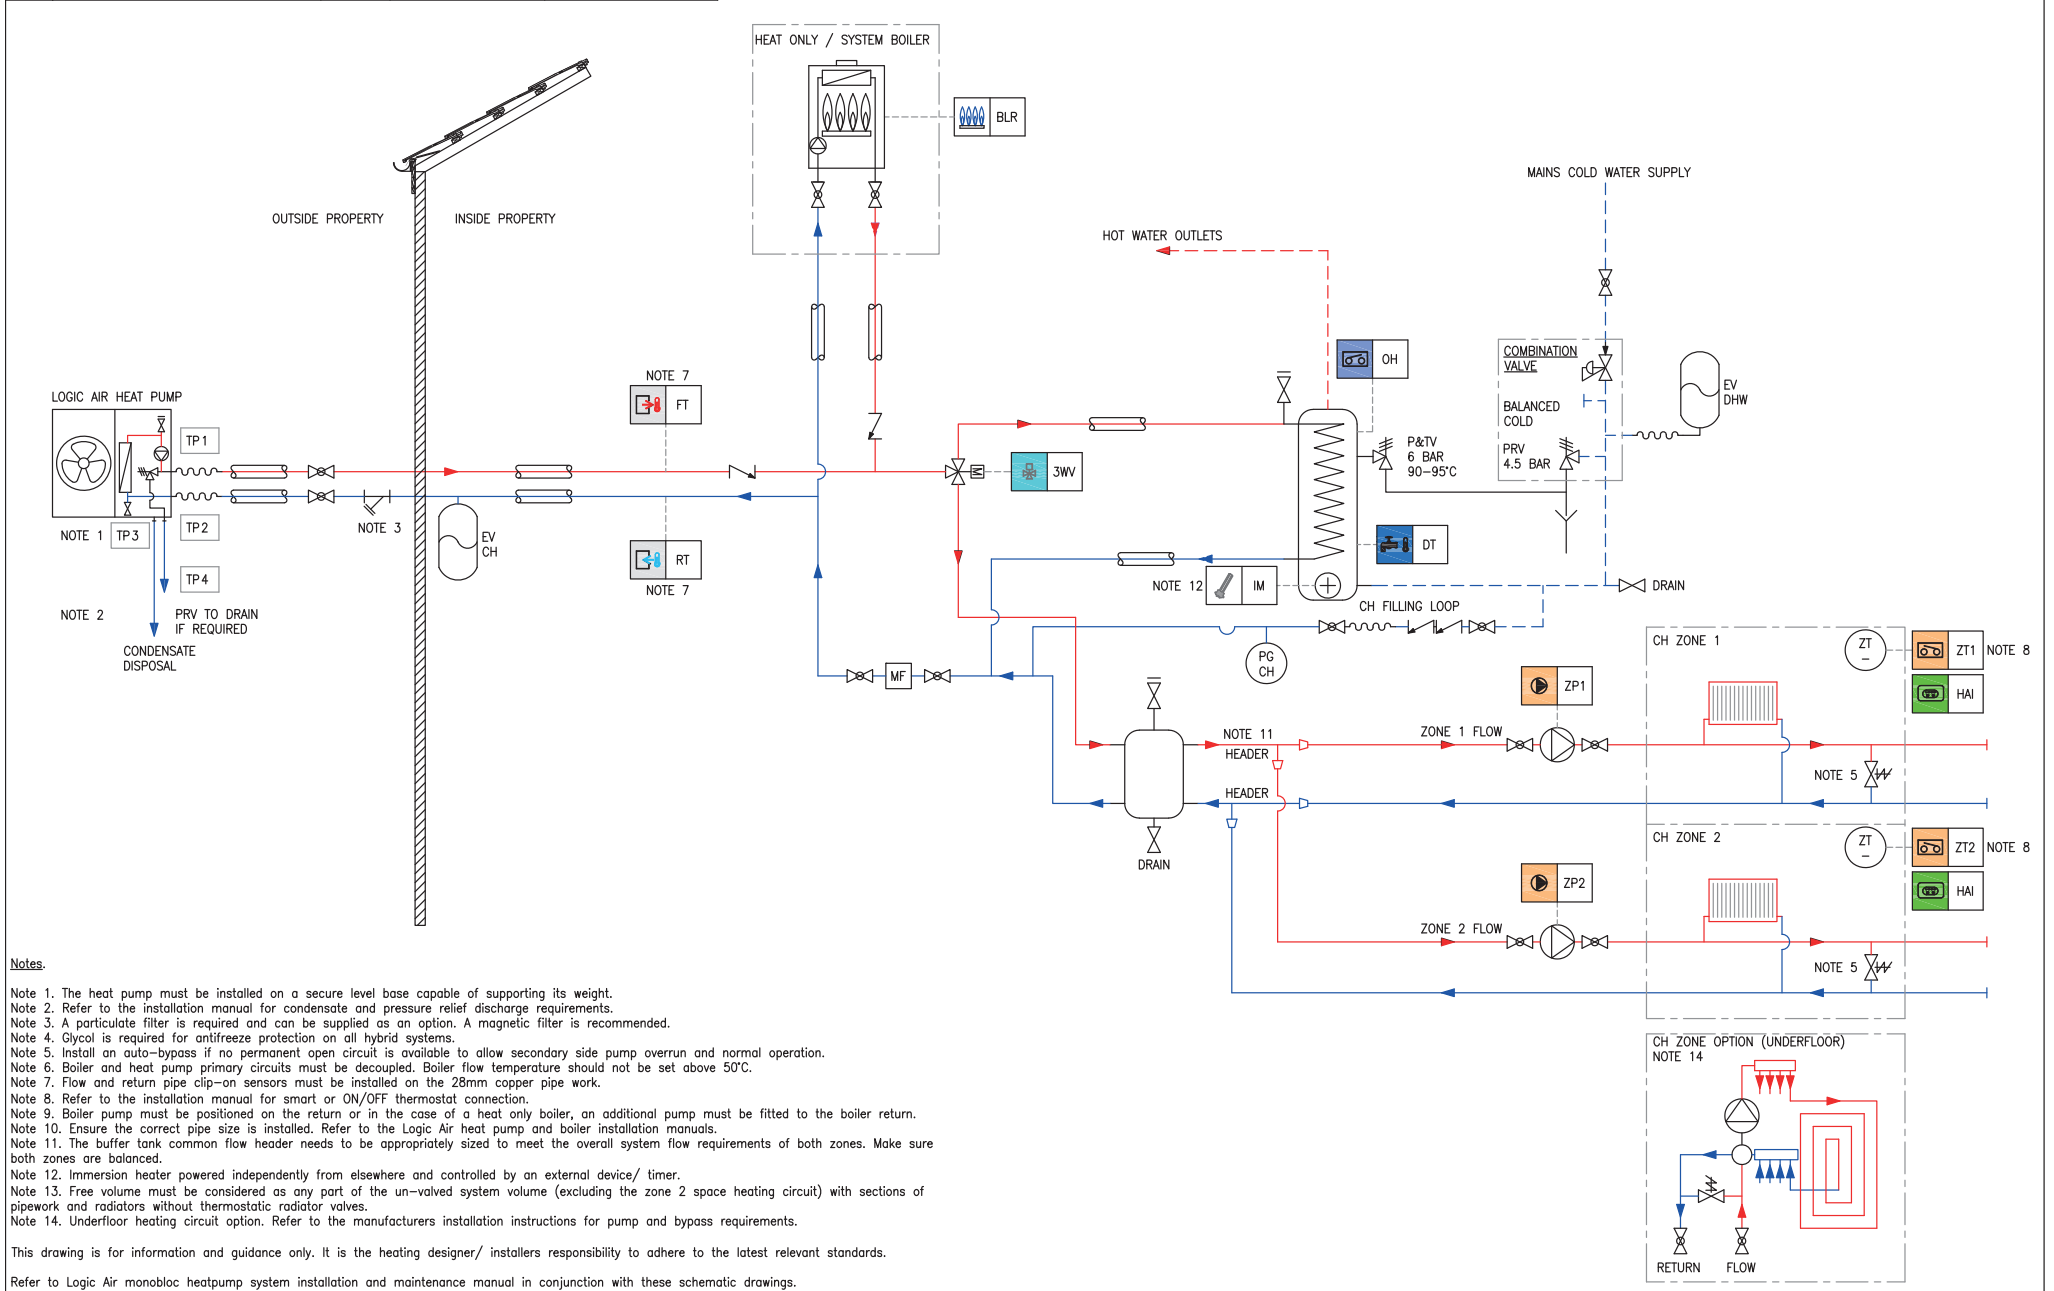 HEAT ONLY / SYSTEM BOILER
BLR
MAINS COLD WATER SUPPLY
OUTSIDE PROPERTY
INSIDE PROPERTY
HOT WATER OUTLETS
OH
COMBINATION
VALVE
EV
DHW
BALANCED
COLD
PRV
4.5 BAR
P&TV
6 BAR
90-95°C
NOTE 7
FT
LOGIC AIR HEAT PUMP
TP1
M
3WV
NOTE 3
EV
CH
NOTE 1
TP3
TP2
TP4
RT
NOTE 7
DT
NOTE 12
IM
DRAIN
CH FILLING LOOP
NOTE 2
PRV TO DRAIN
IF REQUIRED
CONDENSATE
DISPOSAL
MF
PG
CH
CH ZONE 1
ZT
-
ZT1
NOTE 8
HAI
ZP1
NOTE 11
HEADER
ZONE 1 FLOW
NOTE 5
HEADER
DRAIN
CH ZONE 2
ZT
-
ZT2
NOTE 8
HAI
ZP2
ZONE 2 FLOW
NOTE 5
CH ZONE OPTION (UNDERFLOOR)
NOTE 14
RETURN
FLOW
Notes.
Note 1. The heat pump must be installed on a secure level base capable of supporting its weight.
Note 2. Refer to the installation manual for condensate and pressure relief discharge requirements.
Note 3. A particulate filter is required and can be supplied as an option. A magnetic filter is recommended.
Note 4. Glycol is required for antifreeze protection on all hybrid systems.
Note 5. Install an auto-bypass if no permanent open circuit is available to allow secondary side pump overrun and normal operation.
Note 6. Boiler and heat pump primary circuits must be decoupled. Boiler flow temperature should not be set above 50°C.
Note 7. Flow and return pipe clip-on sensors must be installed on the 28mm copper pipe work.
Note 8. Refer to the installation manual for smart or ON/OFF thermostat connection.
Note 9. Boiler pump must be positioned on the return or in the case of a heat only boiler, an additional pump must be fitted to the boiler return.
Note 10. Ensure the correct pipe size is installed. Refer to the Logic Air heat pump and boiler installation manuals.
Note 11. The buffer tank common flow header needs to be appropriately sized to meet the overall system flow requirements of both zones. Make sure
both zones are balanced.
Note 12. Immersion heater powered independently from elsewhere and controlled by an external device/ timer.
Note 13. Free volume must be considered as any part of the un-valved system volume (excluding the zone 2 space heating circuit) with sections of
pipework and radiators without thermostatic radiator valves.
Note 14. Underfloor heating circuit option. Refer to the manufacturers installation instructions for pump and bypass requirements.
This drawing is for information and guidance only. It is the heating designer/ installers responsibility to adhere to the latest relevant standards.
Refer to Logic Air monobloc heatpump system installation and maintenance manual in conjunction with these schematic drawings.